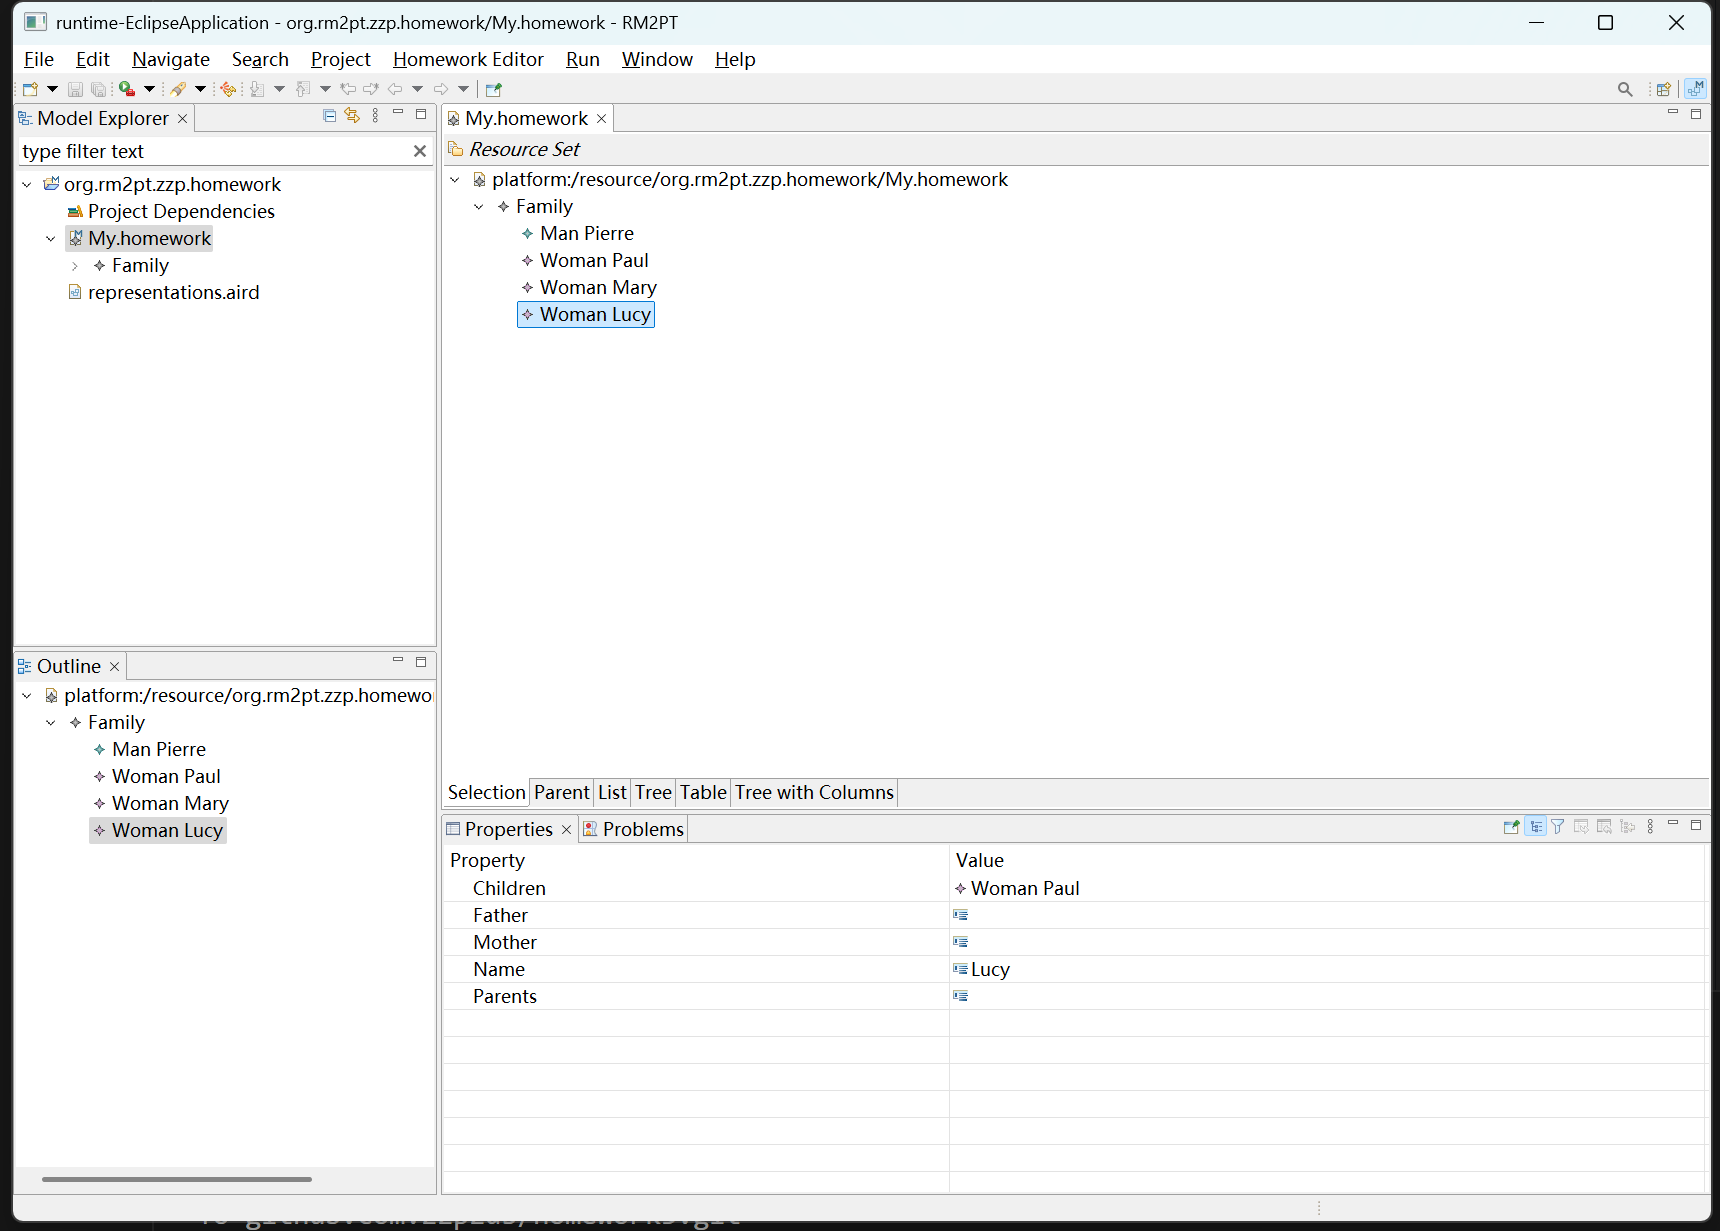 runtime-EclipseApplication - org.rm2pt.zzp.homework/My.homework - RM2PT
File Edit Navigate Search Project Homework Editor Run Window Help
Model Explorer
type filter text
org.rm2pt.zzp.homework
Project Dependencies
My.homework
Family
representations.aird
My.homework
Resource Set
platform:/resource/org.rm2pt.zzp.homework/My.homework
Family
Man Pierre
Woman Paul
Woman Mary
Woman Lucy
Selection Parent List Tree Table Tree with Columns
Outline
platform:/resource/org.rm2pt.zzp.homewo
Family
Man Pierre
Woman Paul
Woman Mary
Woman Lucy
Properties Problems
Property Value
Children Woman Paul
Father
Mother
Name Lucy
Parents